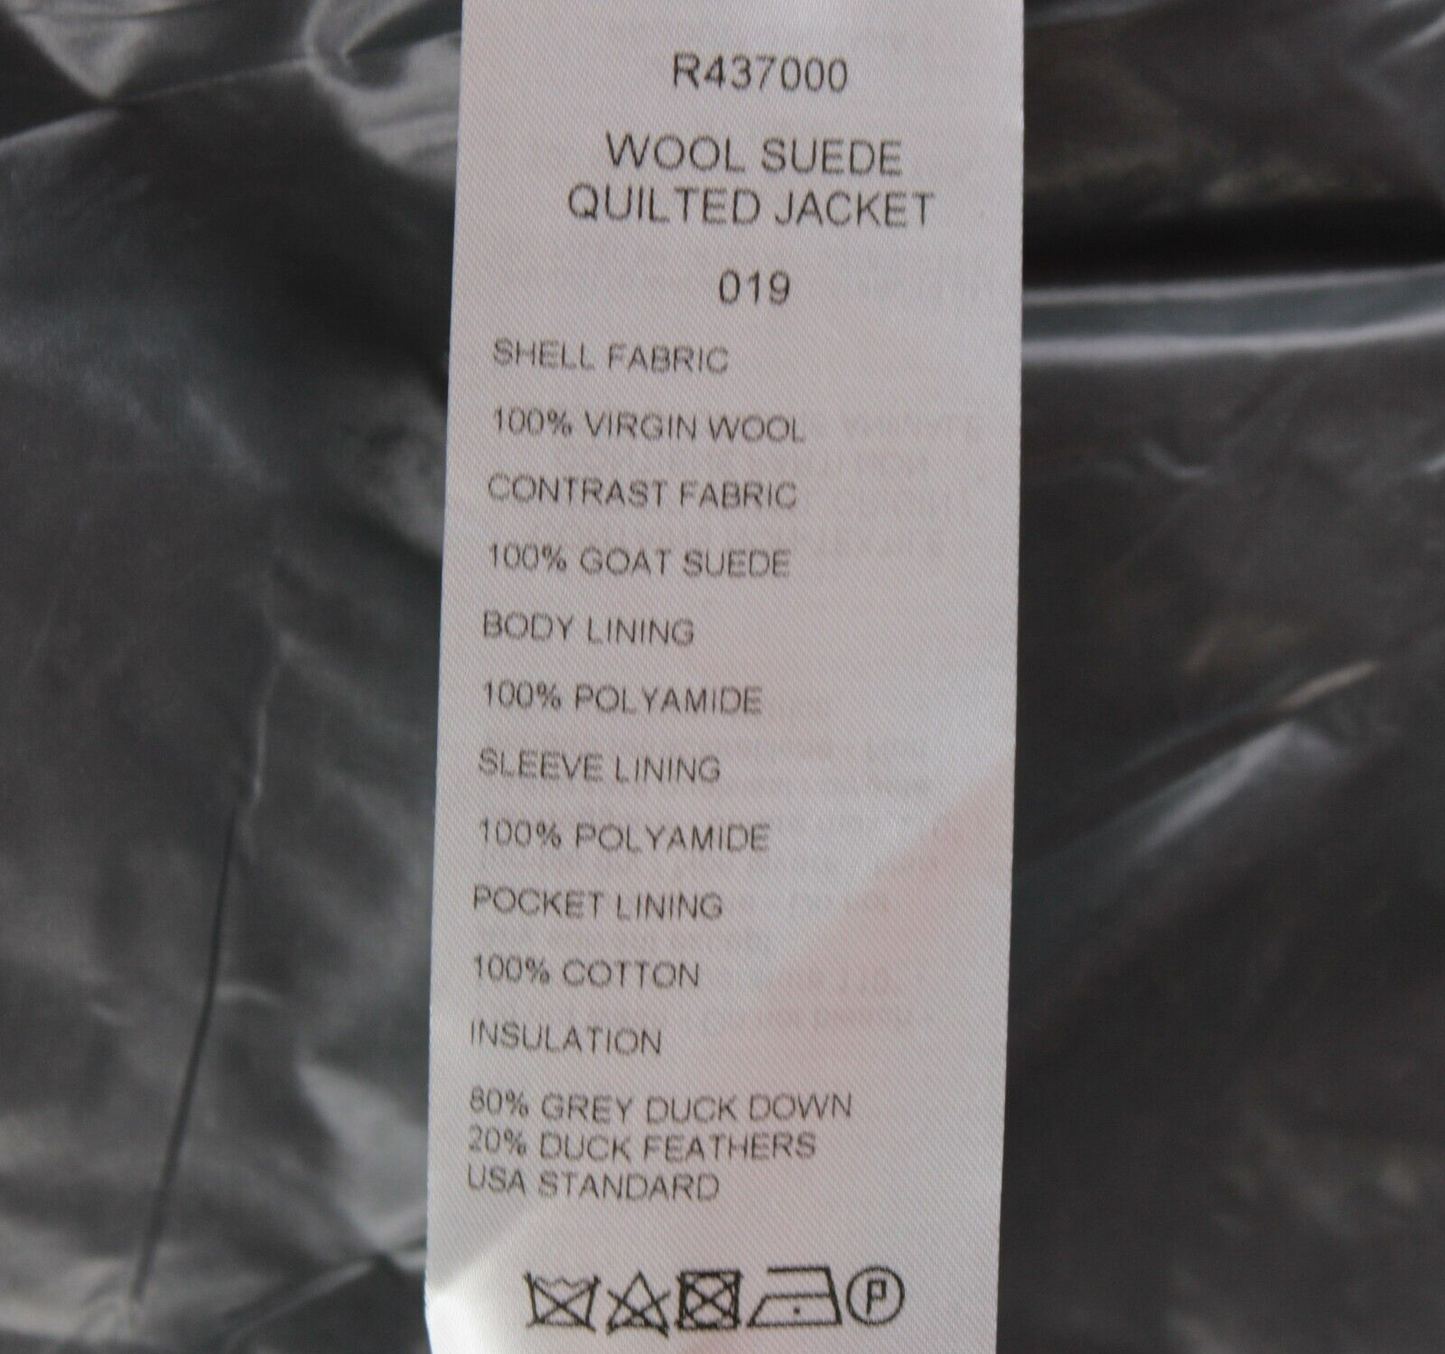 R437000
WOOL SUEDE
QUILTED JACKET
019
SHELL FABRIC
100% VIRGIN WOOL
CONTRAST FABRIC
100% GOAT SUEDE
BODY LINING
100% POLYAMIDE
SLEEVE LINING
100% POLYAMIDE
POCKET LINING
100% COTTON
INSULATION
80% GREY DUCK DOWN
20% DUCK FEATHERS
USA STANDARD
P